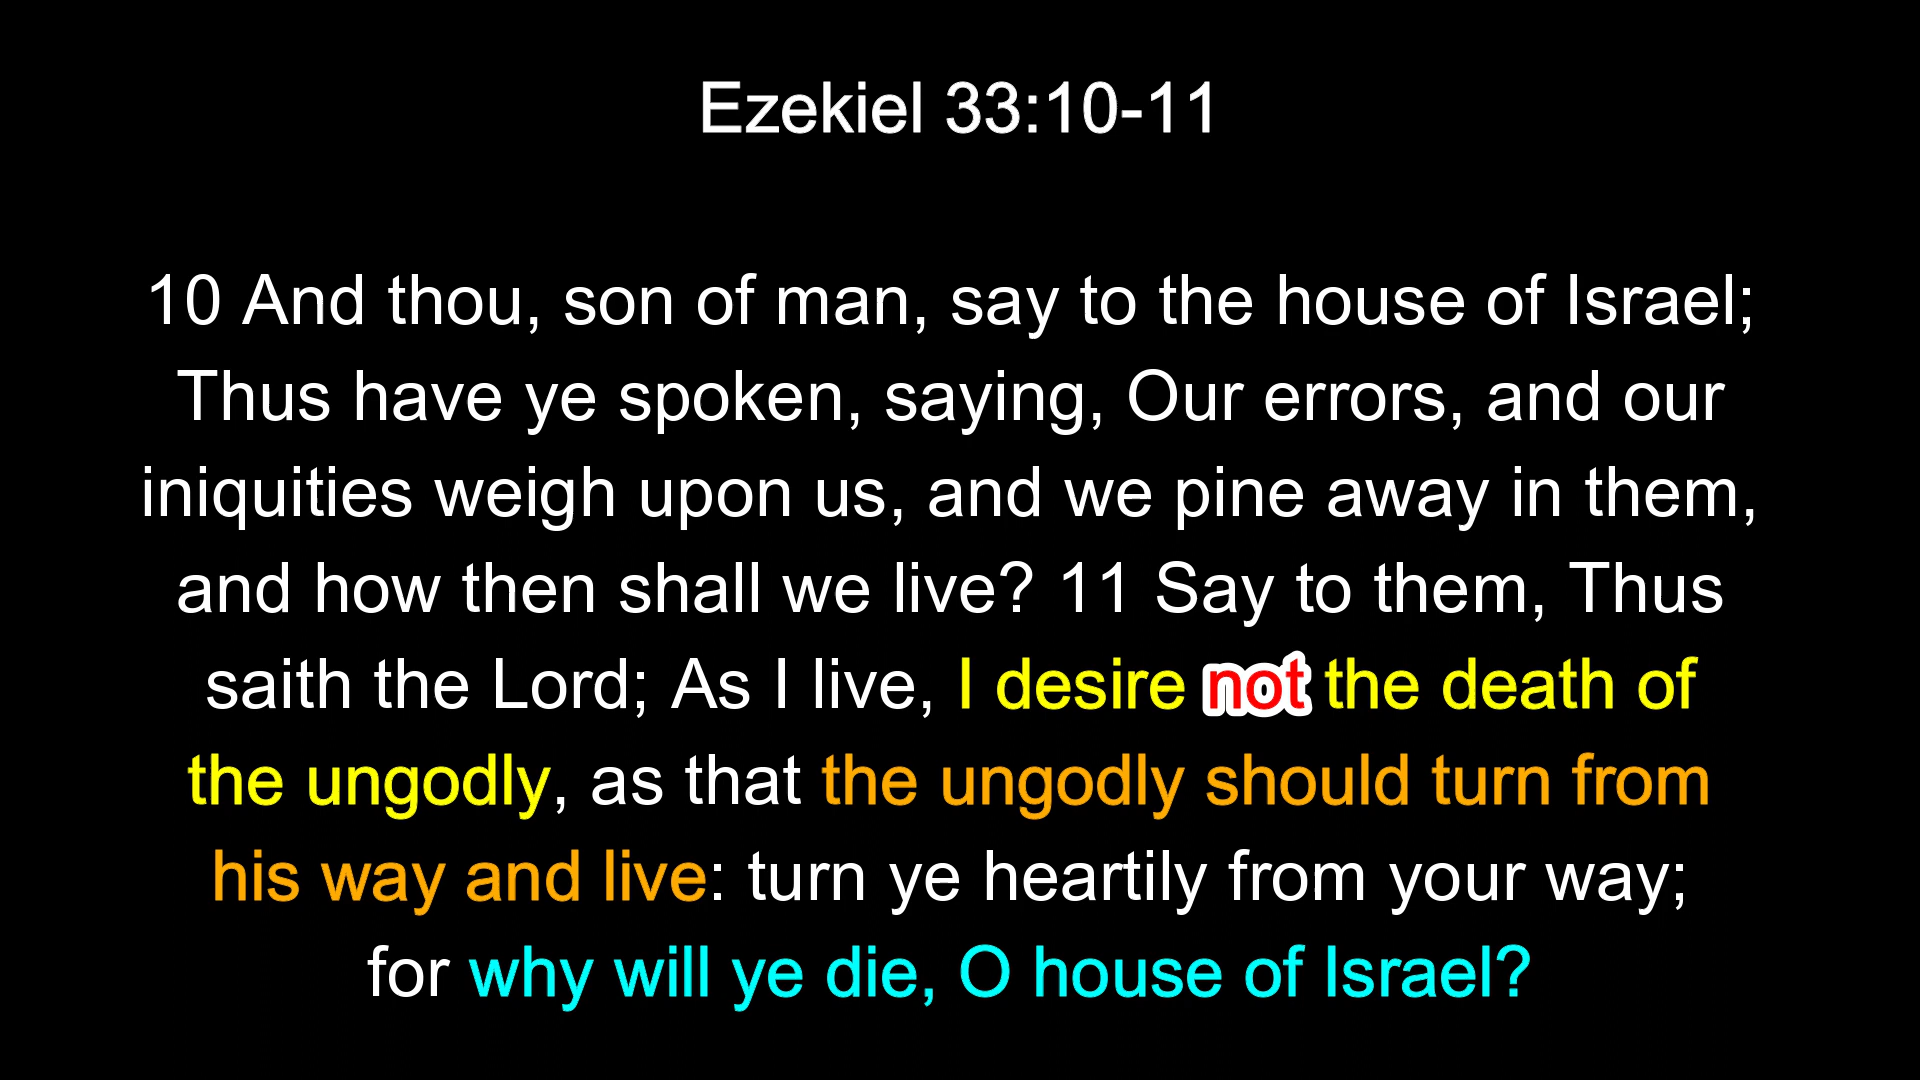 Ezekiel 33:10-11
10 And thou, son of man, say to the house of Israel;
Thus have ye spoken, saying, Our errors, and our
iniquities weigh upon us, and we pine away in them,
and how then shall we live? 11 Say to them, Thus
saith the Lord; As I live, I desire not the death of
the ungodly, as that the ungodly should turn from
his way and live: turn ye heartily from your way;
for why will ye die, O house of Israel?